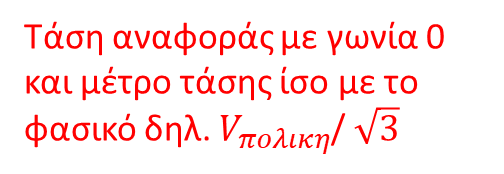 Τάση αναφοράς με γωνία 0
και μέτρο τάσης ίσο με το
φασικό δηλ. V_πολικη/ √3